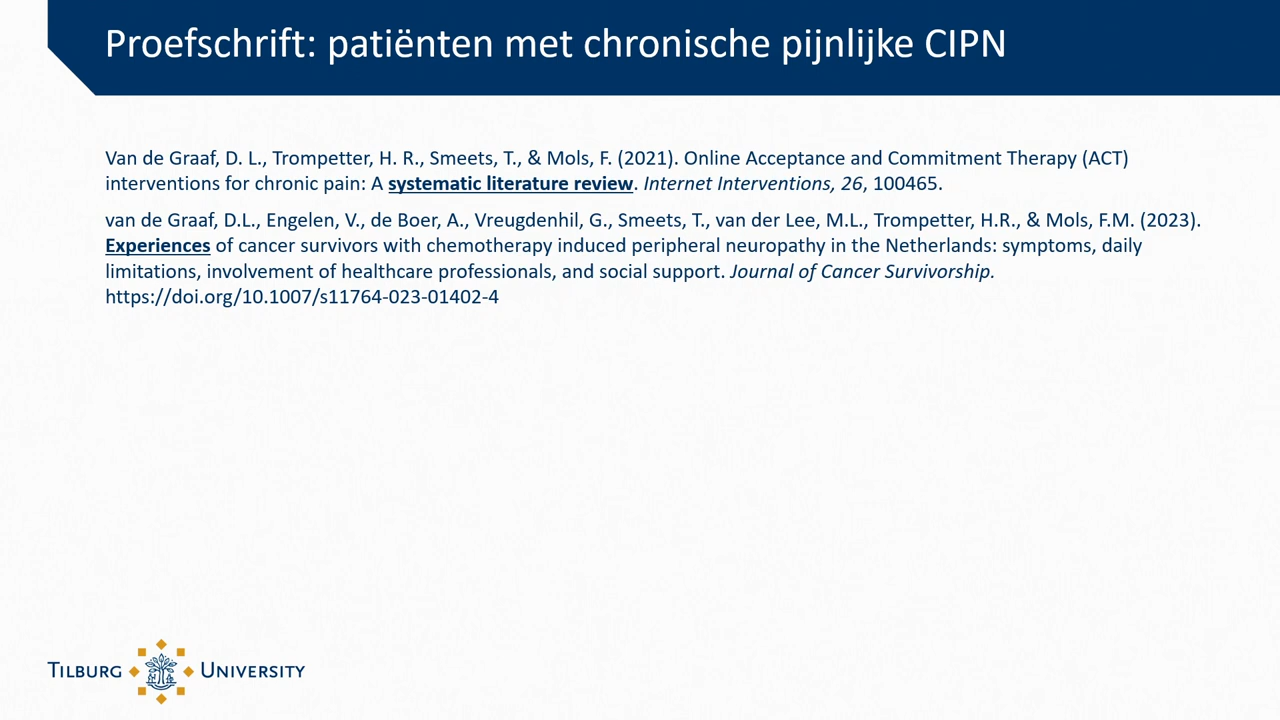 Proefschrift: patiënten met chronische pijnlijke CIPN
Van de Graaf, D. L., Trompetter, H. R., Smeets, T., & Mols, F. (2021). Online Acceptance and Commitment Therapy (ACT)
interventions for chronic pain: A systematic literature review. Internet Interventions, 26, 100465.
van de Graaf, D.L., Engelen, V., de Boer, A., Vreugdenhil, G., Smeets, T., van der Lee, M.L., Trompetter, H.R., & Mols, F.M. (2023).
Experiences of cancer survivors with chemotherapy induced peripheral neuropathy in the Netherlands: symptoms, daily
limitations, involvement of healthcare professionals, and social support. Journal of Cancer Survivorship.
https://doi.org/10.1007/s11764-023-01402-4
TILBURG UNIVERSITY